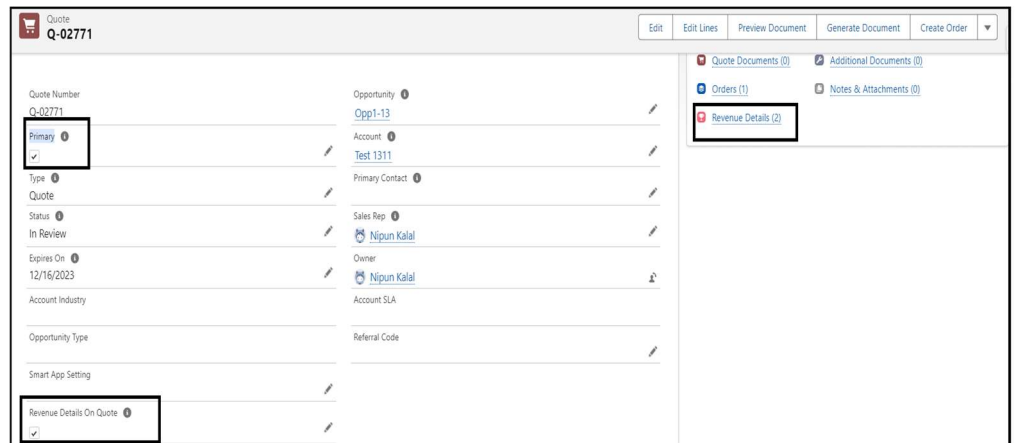 Quote
Q-02771
Edit
Edit Lines
Preview Document
Generate Document
Create Order
Quote Documents (0)
Additional Documents (0)
Orders (1)
Notes & Attachments (0)
Revenue Details (2)
Quote Number
Q-02771
Opportunity
Opp1-13
Primary
Account
Test 1311
Type
Quote
Primary Contact
Status
In Review
Sales Rep
Nipun Kalal
Expires On
12/16/2023
Owner
Nipun Kalal
Account Industry
Account SLA
Opportunity Type
Referral Code
Smart App Setting
Revenue Details On Quote